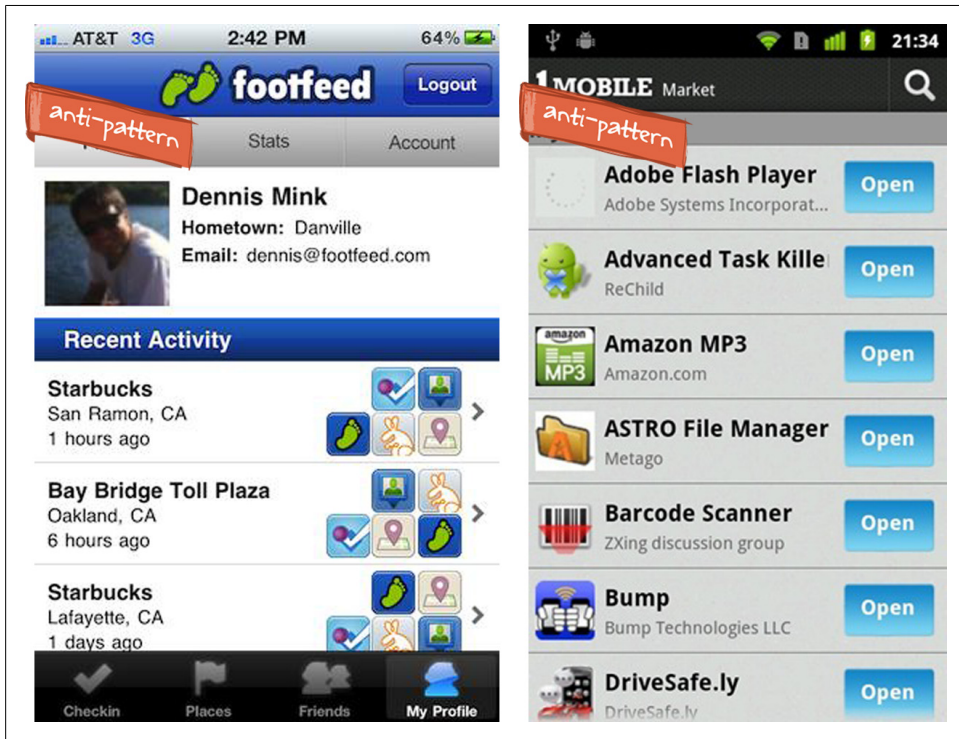 AT&T 3G 2:42 PM 64%
footfeed Logout
anti-pattern
Stats Account
Dennis Mink
Hometown: Danville
Email: dennis@footfeed.com
Recent Activity
Starbucks
San Ramon, CA
1 hours ago
Bay Bridge Toll Plaza
Oakland, CA
6 hours ago
Starbucks
Lafayette, CA
1 days ago
Checkin Places Friends My Profile
21:34
1MOBILE Market
anti-pattern
Adobe Flash Player
Adobe Systems Incorporat...
Open
Advanced Task Kille
ReChild
Open
amazon
MP3
Amazon MP3
Amazon.com
Open
ASTRO File Manager
Metago
Open
Barcode Scanner
ZXing discussion group
Open
Bump
Bump Technologies LLC
Open
DriveSafe.ly
DriveSafe.ly
Open